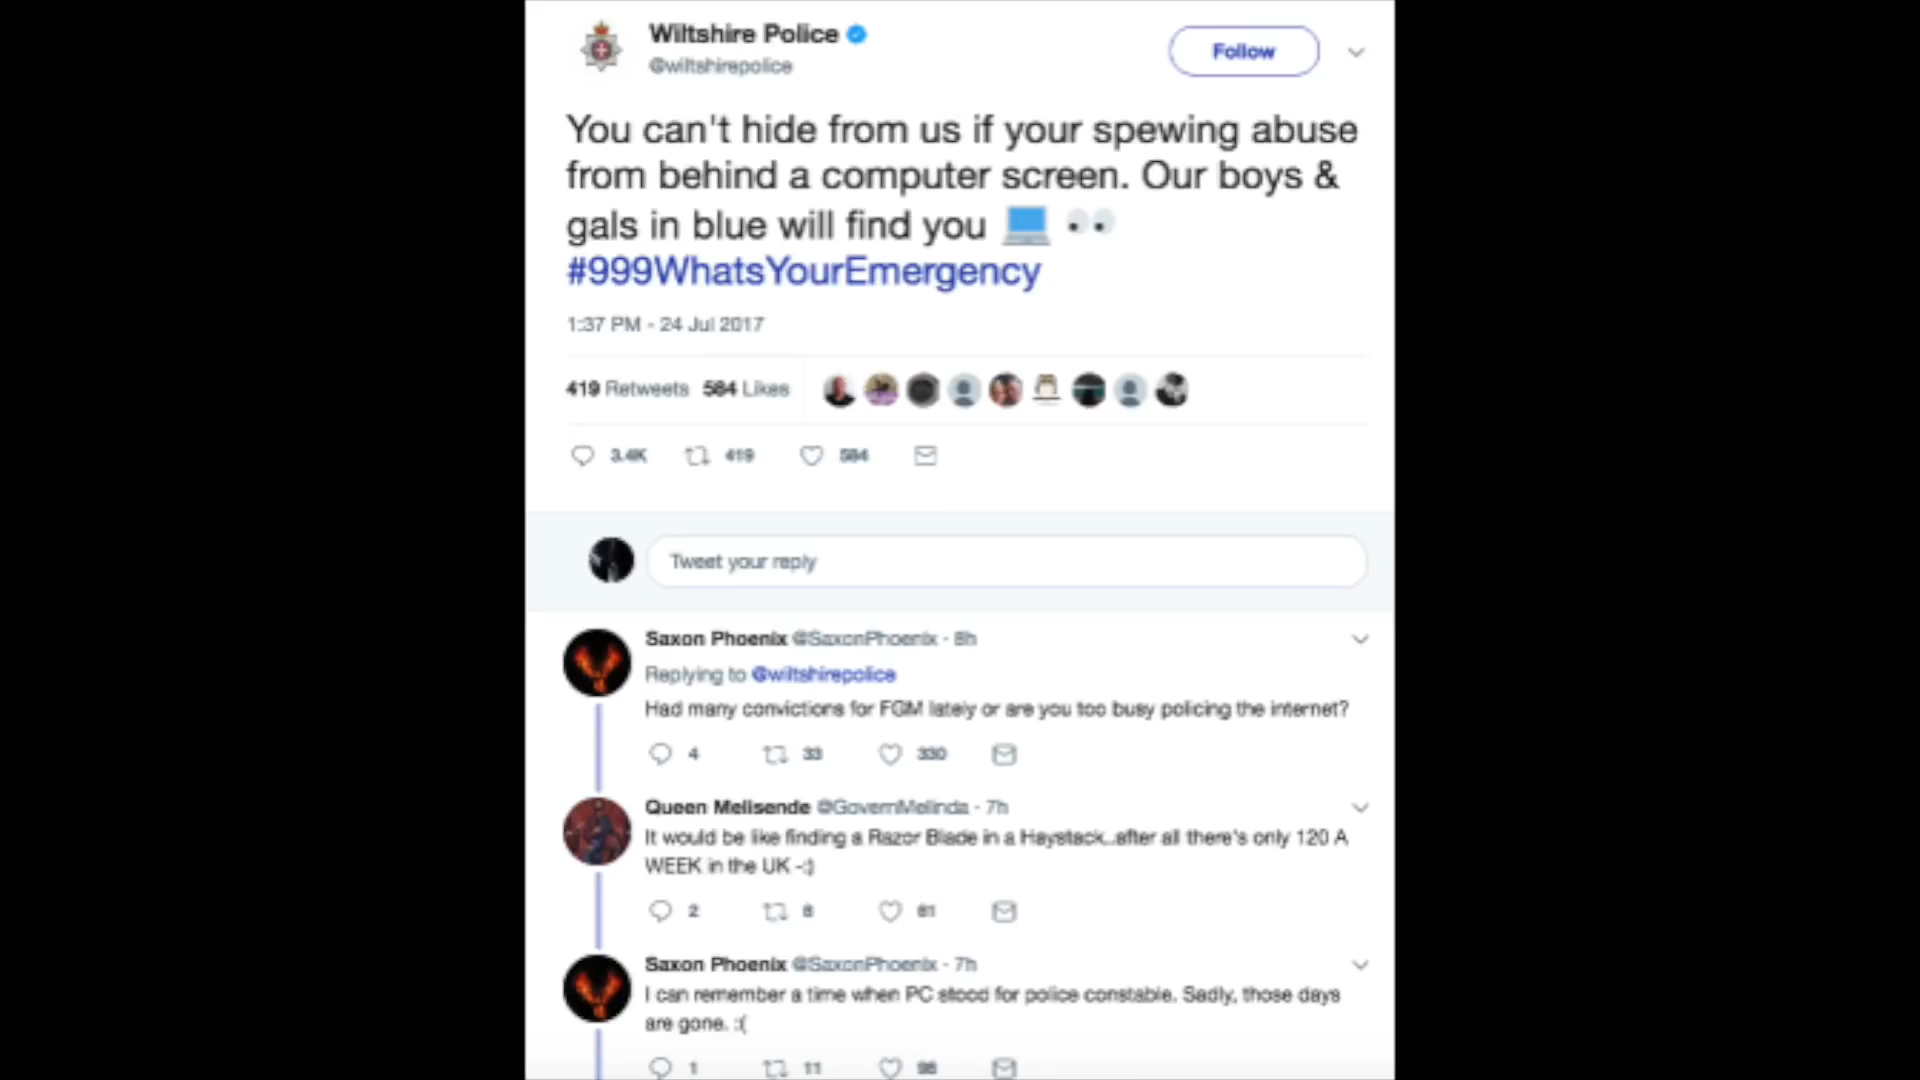 Wiltshire Police
@wiltshirepolice
Follow
You can't hide from us if your spewing abuse
from behind a computer screen. Our boys &
gals in blue will find you 💻 👀
#999WhatsYourEmergency
1:37 PM - 24 Jul 2017
419 Retweets 584 Likes
3.4K 419 584
Tweet your reply
Saxon Phoenix @SaxonPhoenix · 8h
Replying to @wiltshirepolice
Had many convictions for FGM lately or are you too busy policing the internet?
4 33 330
Queen Melisende @GovernMelinda · 7h
It would be like finding a Razor Blade in a Haystack..after all there's only 120 A
WEEK in the UK -:)
2 8 61
Saxon Phoenix @SaxonPhoenix · 7h
I can remember a time when PC stood for police constable. Sadly, those days
are gone. :(
1 11